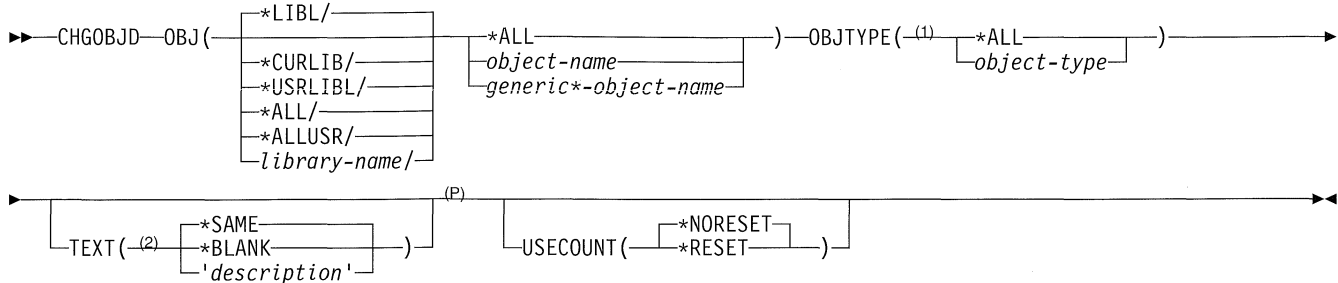 *LIBL/
CHGOBJD OBJ( *ALL ) OBJTYPE( (1) *ALL )
*CURLIB/ object-name object-type
*USRLIBL/ generic*-object-name
*ALL/
*ALLUSR/
library-name/
(P)
*SAME *NORESET
TEXT( (2) *BLANK ) USECOUNT( *RESET )
'description'